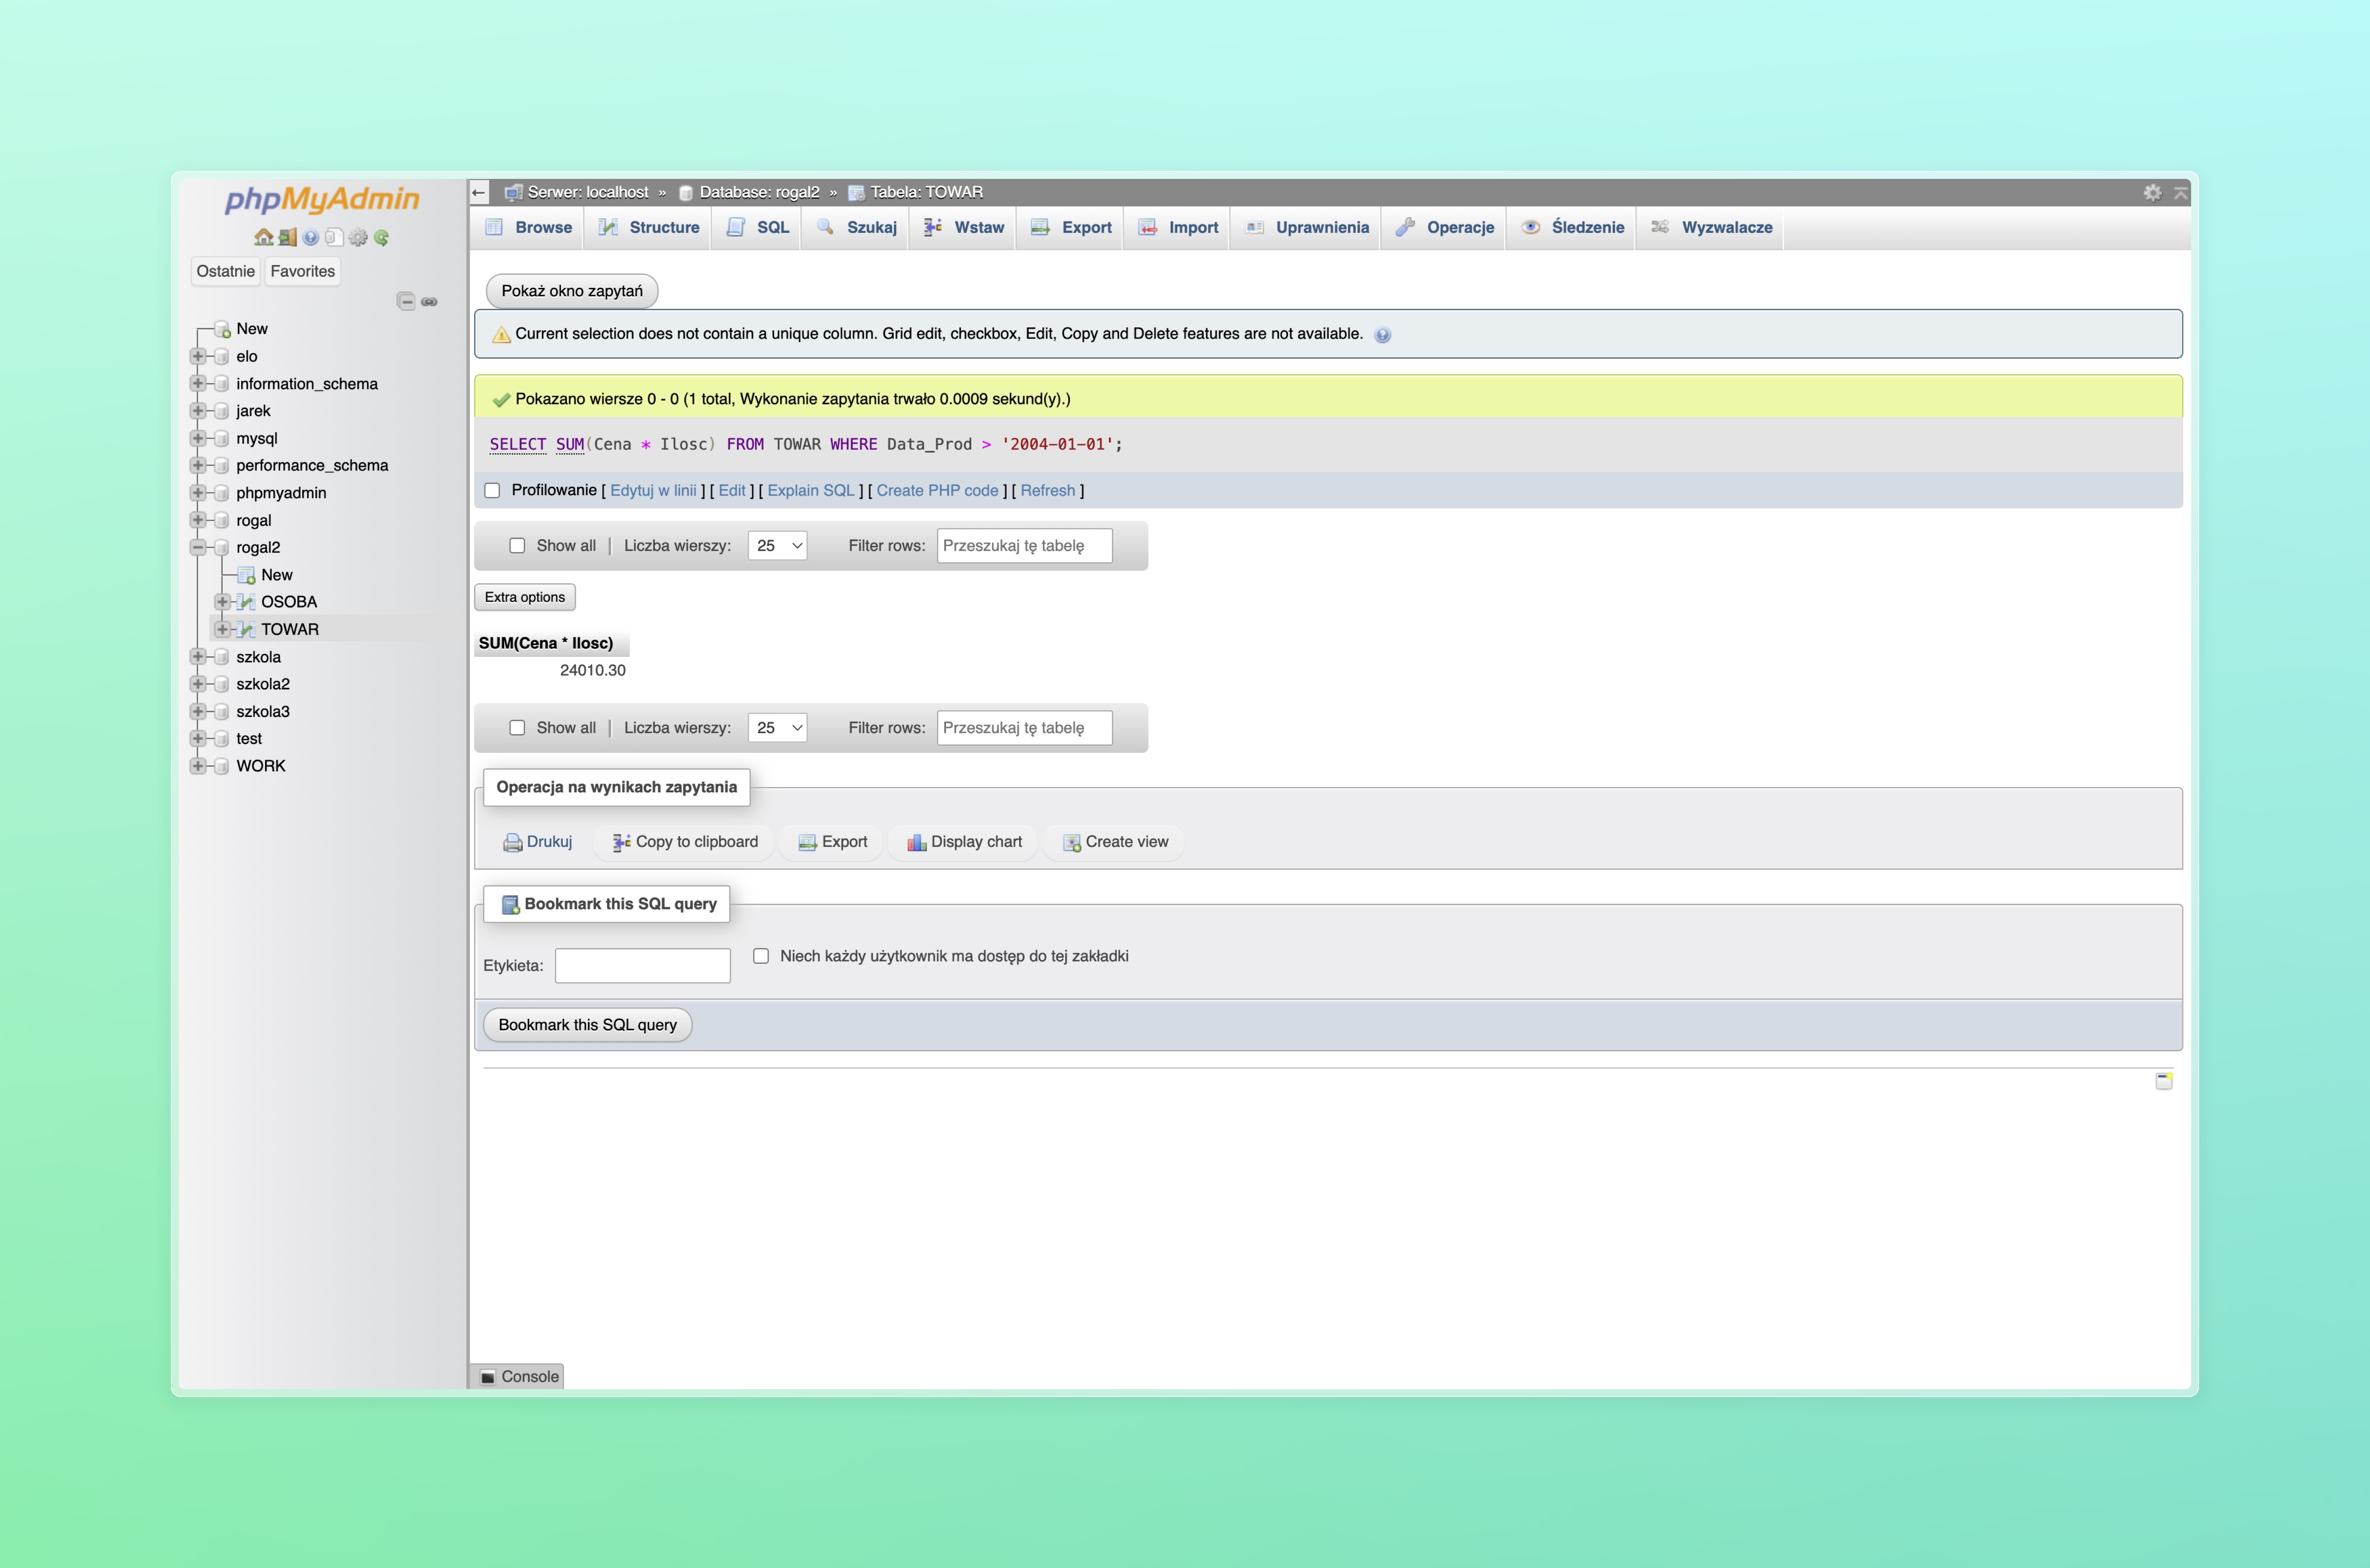 phpMyAdmin
Ostatnie Favorites
New
elo
information_schema
jarek
mysql
performance_schema
phpmyadmin
rogal
rogal2
New
OSOBA
TOWAR
szkola
szkola2
szkola3
test
WORK
Serwer: localhost » Database: rogal2 » Tabela: TOWAR
Browse Structure SQL Szukaj Wstaw Export Import Uprawnienia Operacje Śledzenie Wyzwalacze
Pokaż okno zapytań
Current selection does not contain a unique column. Grid edit, checkbox, Edit, Copy and Delete features are not available.
Pokazano wiersze 0 - 0 (1 total, Wykonanie zapytania trwało 0.0009 sekund(y).)
SELECT SUM(Cena * Ilosc) FROM TOWAR WHERE Data_Prod > '2004-01-01';
Profilowanie [ Edytuj w linii ] [ Edit ] [ Explain SQL ] [ Create PHP code ] [ Refresh ]
Show all | Liczba wierszy: 25 Filter rows: Przeszukaj tę tabelę
Extra options
SUM(Cena * Ilosc)
24010.30
Show all | Liczba wierszy: 25 Filter rows: Przeszukaj tę tabelę
Operacja na wynikach zapytania
Drukuj Copy to clipboard Export Display chart Create view
Bookmark this SQL query
Etykieta: Niech każdy użytkownik ma dostęp do tej zakładki
Bookmark this SQL query
Console